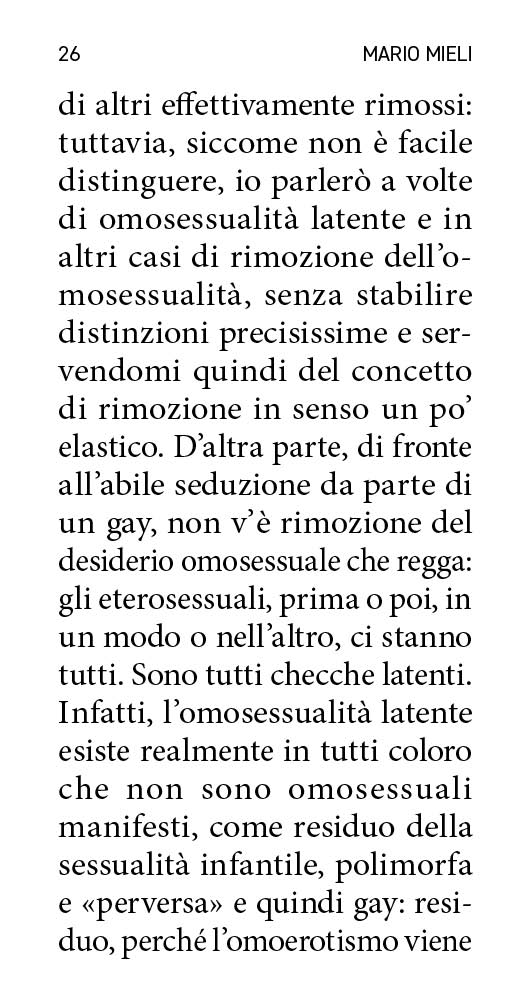 26 MARIO MIELI
di altri effettivamente rimossi:
tuttavia, siccome non è facile
distinguere, io parlerò a volte
di omosessualità latente e in
altri casi di rimozione dell’o-
mosessualità, senza stabilire
distinzioni precisissime e ser-
vendomi quindi del concetto
di rimozione in senso un po’
elastico. D’altra parte, di fronte
all’abile seduzione da parte di
un gay, non v’è rimozione del
desiderio omosessuale che regga:
gli eterosessuali, prima o poi, in
un modo o nell’altro, ci stanno
tutti. Sono tutti checche latenti.
Infatti, l’omosessualità latente
esiste realmente in tutti coloro
che non sono omosessuali
manifesti, come residuo della
sessualità infantile, polimorfa
e «perversa» e quindi gay: resi-
duo, perché l’omoerotismo viene